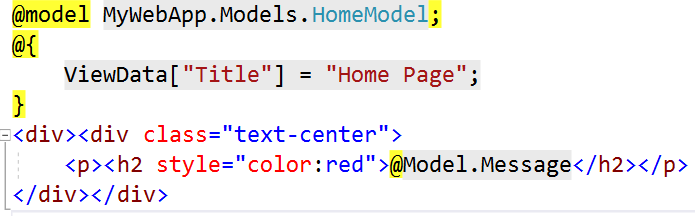 @model MyWebApp.Models.HomeModel;
@{
    ViewData["Title"] = "Home Page";
}
<div><div class="text-center">
    <p><h2 style="color:red">@Model.Message</h2></p>
</div></div>